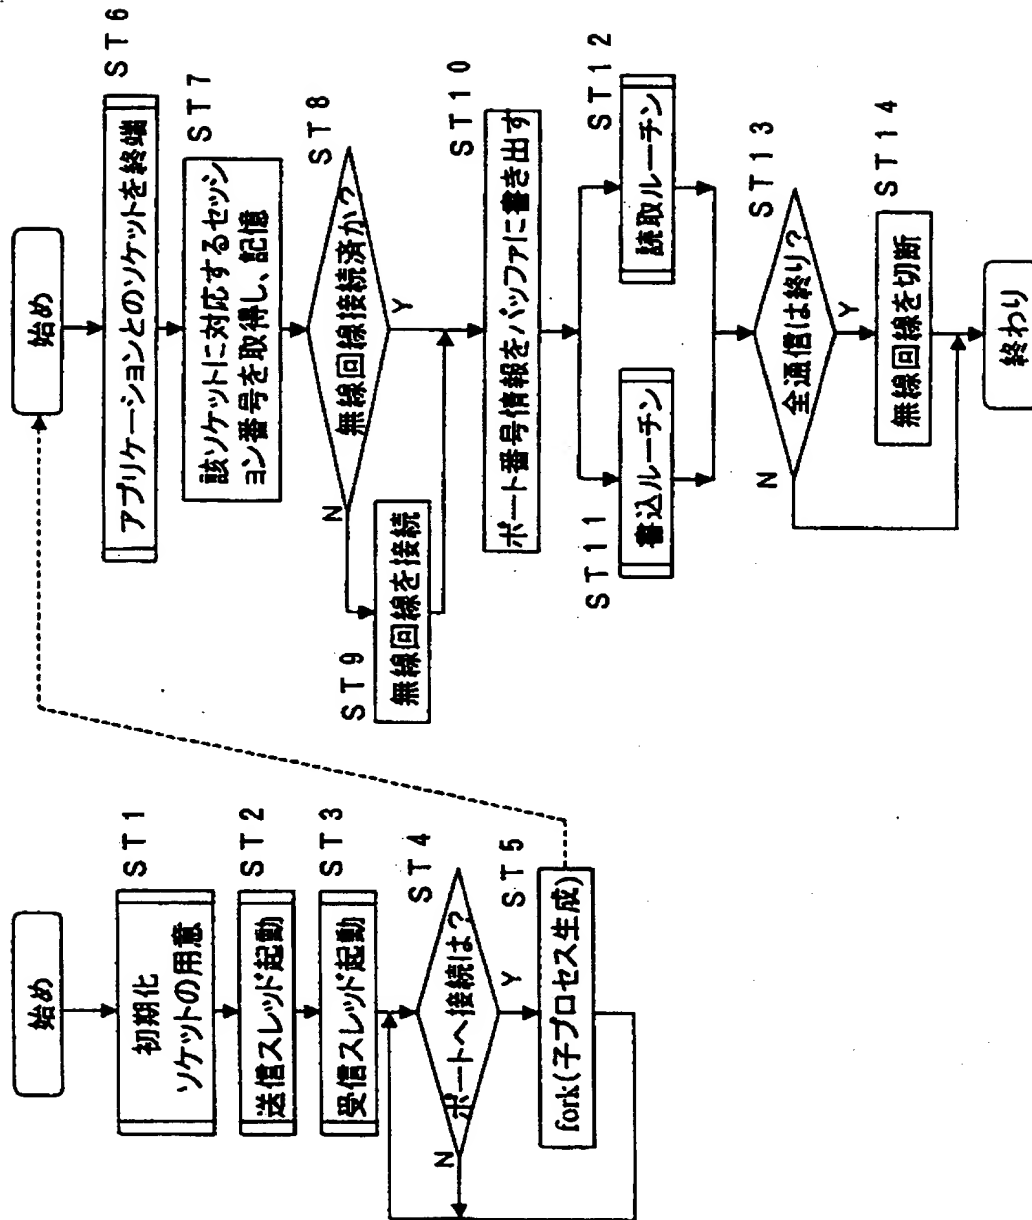 始め
初期化
ソケットの用意
ST1
送信スレッド起動
ST2
受信スレッド起動
ST3
ポートへ接続は?
ST4
N
Y
fork(子プロセス生成)
ST5
始め
アプリケーションとのソケットを終端
ST6
該ソケットに対応するセッシ
ョン番号を取得し、記憶
ST7
無線回線接続済か?
ST8
N
Y
無線回線を接続
ST9
ポート番号情報をバッファに書き出す
ST10
書込ルーチン
ST11
読取ルーチン
ST12
全通信は終り?
ST13
N
Y
無線回線を切断
ST14
終わり